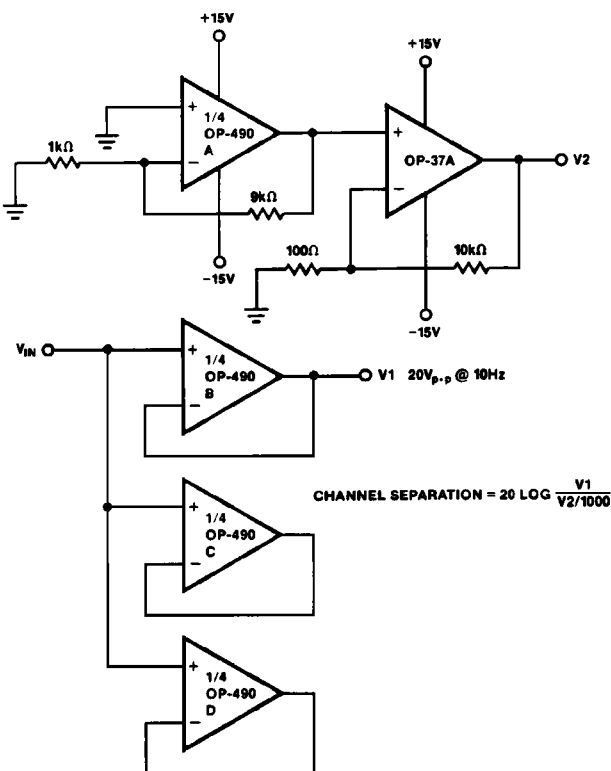 +15V
+15V
+
1/4
OP-490
A
−
1kΩ
9kΩ
−15V
+
OP-37A
−
V2
100Ω
10kΩ
−15V
VIN
+
1/4
OP-490
B
−
V1 20Vp-p @ 10Hz
CHANNEL SEPARATION = 20 LOG V1
V2/1000
+
1/4
OP-490
C
−
+
1/4
OP-490
D
−